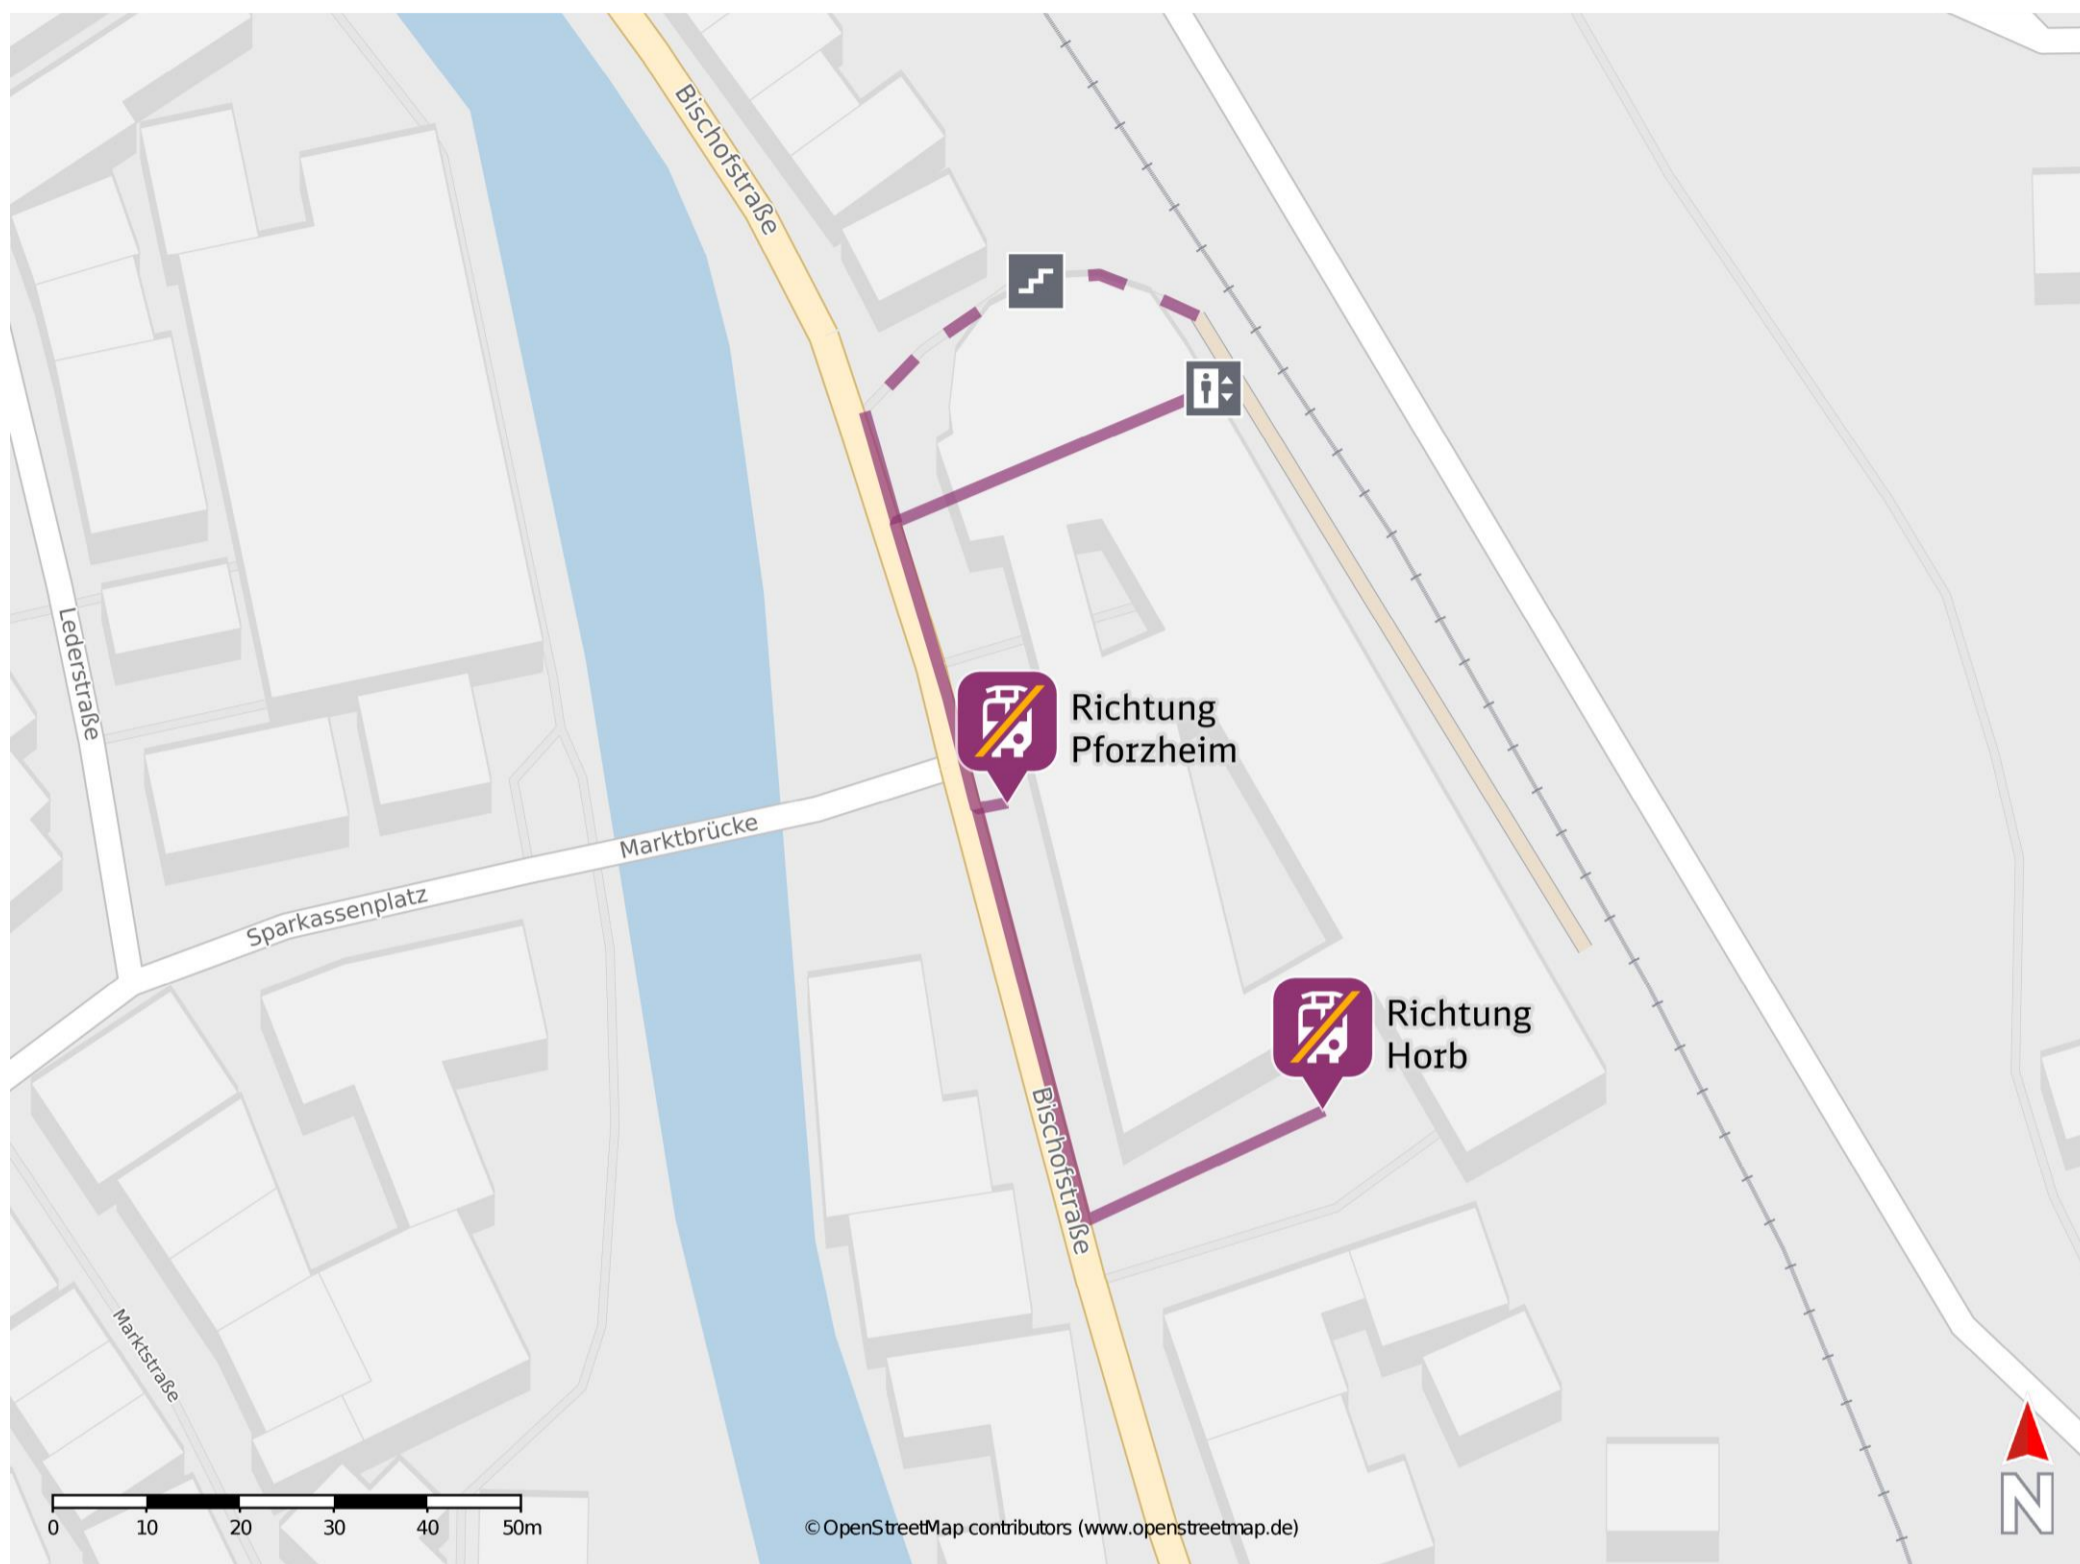 Bischofstraße
Lederstraße
Richtung
Pforzheim
Marktbrücke
Sparkassenplatz
Richtung
Horb
Bischofstraße
Marktstraße
N
0 10 20 30 40 50m
© OpenStreetMap contributors (www.openstreetmap.de)